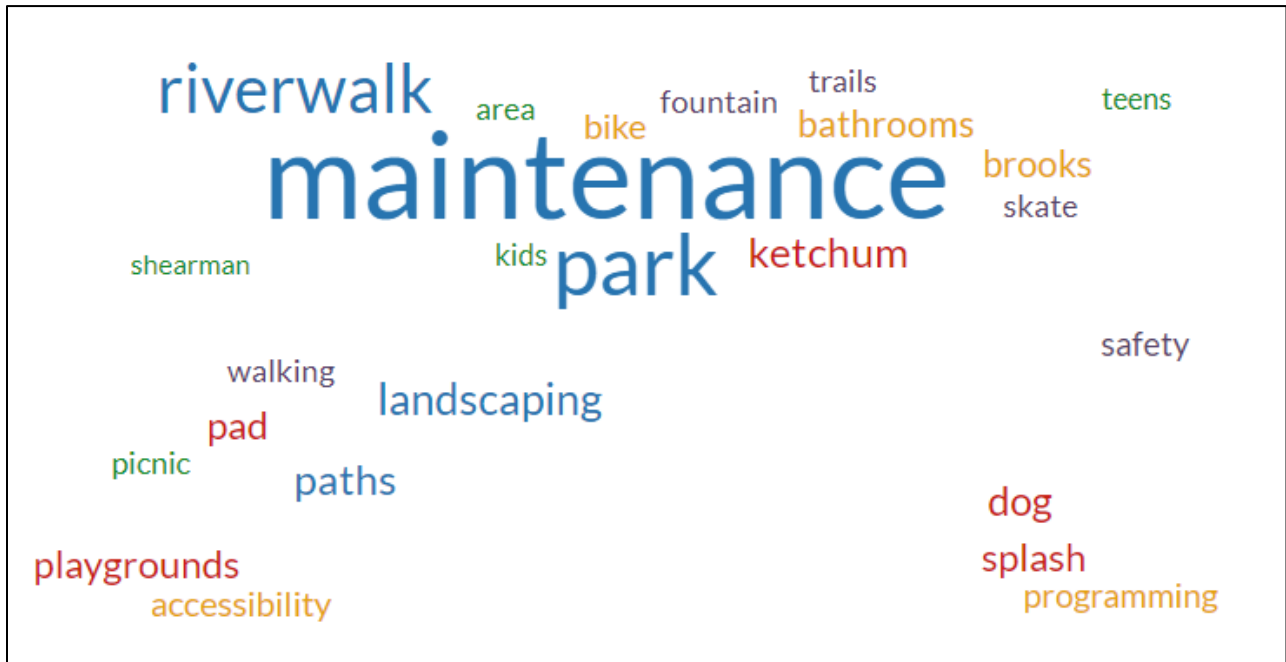 riverwalk
area
bike
fountain
trails
bathrooms
teens
maintenance
brooks
skate
shearman
kids
park
ketchum
safety
walking
landscaping
pad
picnic
paths
dog
playgrounds
splash
accessibility
programming